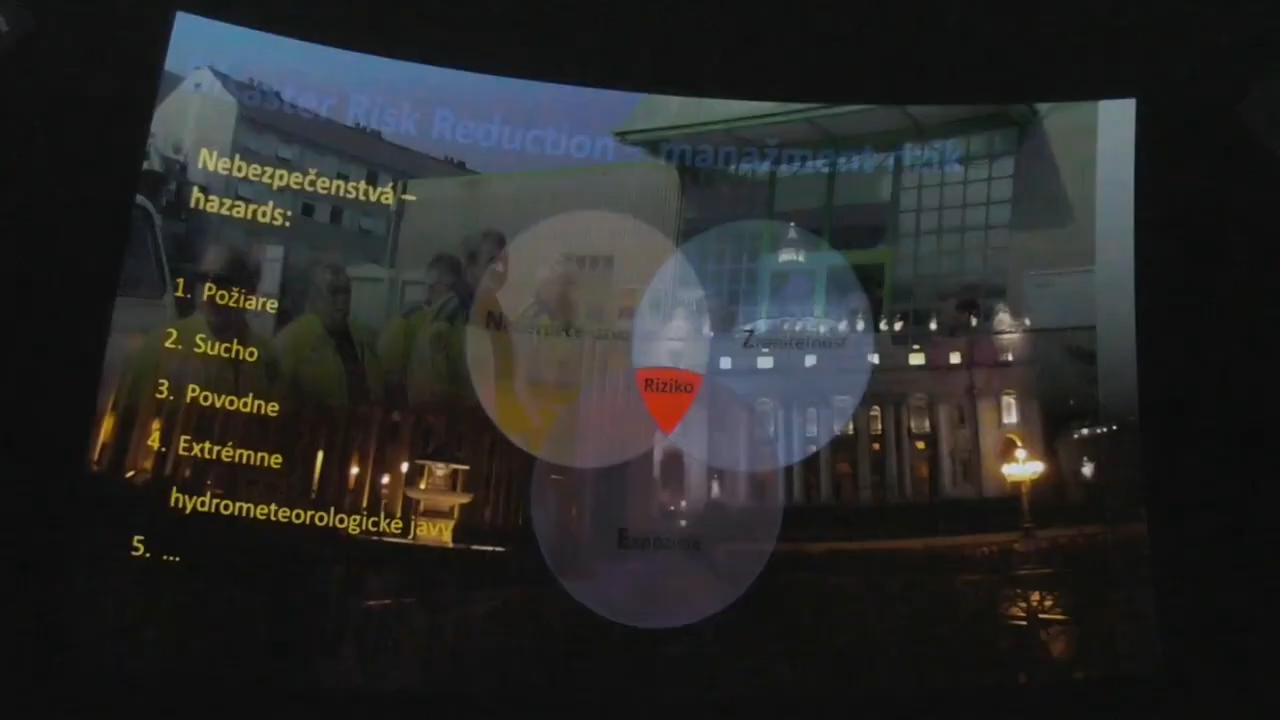 Disaster Risk Reduction a manažment rizík
Nebezpečenstvá –
hazards:
1. Požiare
2. Sucho
3. Povodne
4. Extrémne
hydrometeorologické javy
5. ...
Zraniteľnosť
Riziko
Expozícia